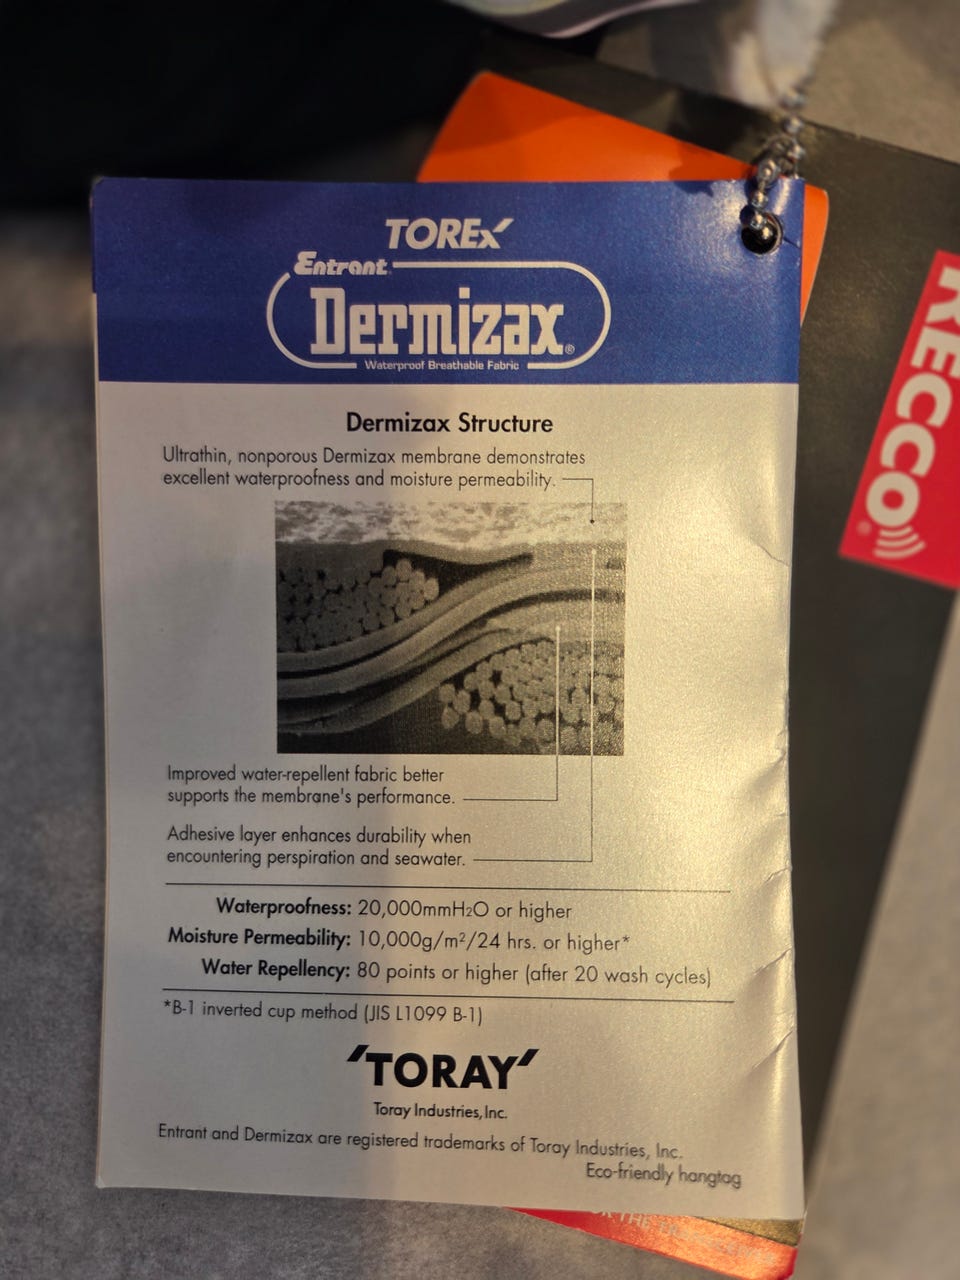 TOREX
Entrant®
Dermizax®
Waterproof Breathable Fabric
Dermizax Structure
Ultrathin, nonporous Dermizax membrane demonstrates
excellent waterproofness and moisture permeability.
Improved water-repellent fabric better
supports the membrane's performance.
Adhesive layer enhances durability when
encountering perspiration and seawater.
Waterproofness: 20,000mmH₂O or higher
Moisture Permeability: 10,000g/m²/24 hrs. or higher*
Water Repellency: 80 points or higher (after 20 wash cycles)
*B-1 inverted cup method (JIS L1099 B-1)
'TORAY'
Toray Industries, Inc.
Entrant and Dermizax are registered trademarks of Toray Industries, Inc.
Eco-friendly hangtag
RECCO®